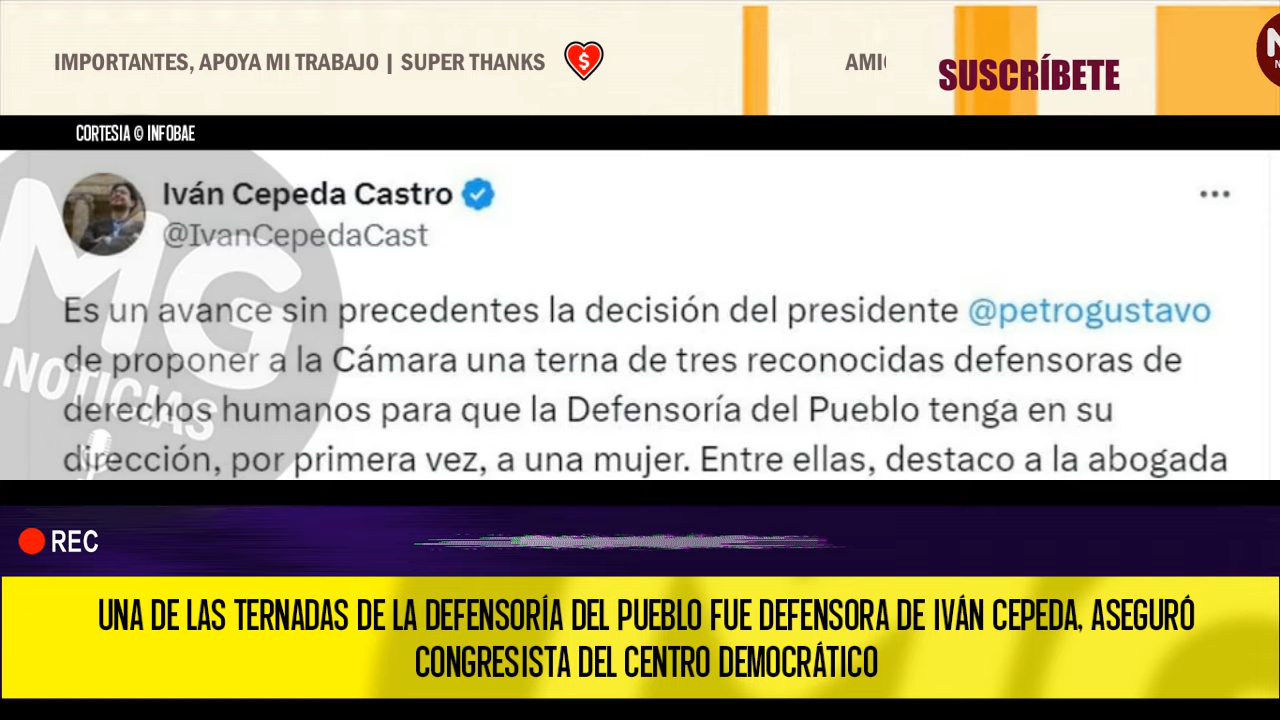 IMPORTANTES, APOYA MI TRABAJO | SUPER THANKS
SUSCRÍBETE
CORTESIA © INFOBAE
Iván Cepeda Castro
@IvanCepedaCast
Es un avance sin precedentes la decisión del presidente @petrogustavo
de proponer a la Cámara una terna de tres reconocidas defensoras de
derechos humanos para que la Defensoría del Pueblo tenga en su
dirección, por primera vez, a una mujer. Entre ellas, destaco a la abogada
MG
NOTICIAS
REC
UNA DE LAS TERNADAS DE LA DEFENSORÍA DEL PUEBLO FUE DEFENSORA DE IVÁN CEPEDA, ASEGURÓ
CONGRESISTA DEL CENTRO DEMOCRÁTICO